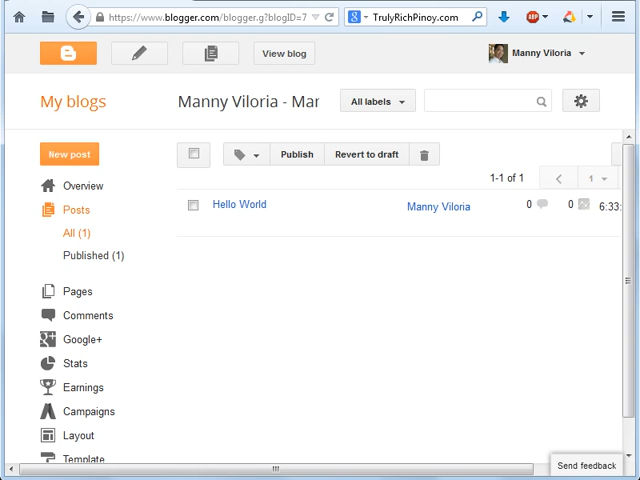 https://www.blogger.com/blogger.g?blogID=7
TrulyRichPinoy.com
ABP
View blog
Manny Viloria
My blogs
Manny Viloria - Mar
All labels
New post
Publish
Revert to draft
1-1 of 1
1
Overview
Hello World
Manny Viloria
0
0
6:33:
Posts
All (1)
Published (1)
Pages
Comments
Google+
Stats
Earnings
Campaigns
Layout
Template
Send feedback